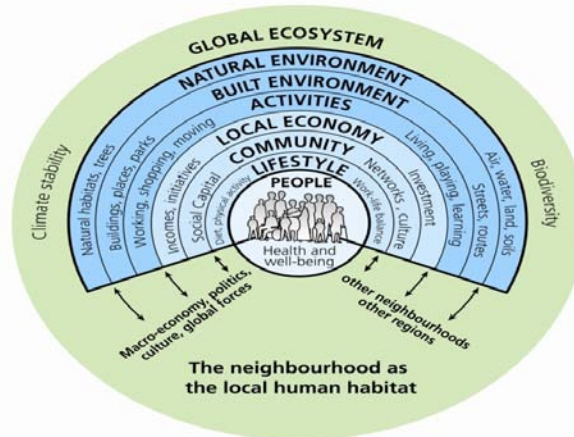 GLOBAL ECOSYSTEM
NATURAL ENVIRONMENT
BUILT ENVIRONMENT
ACTIVITIES
LOCAL ECONOMY
COMMUNITY
LIFESTYLE
PEOPLE
Health and
well-being
Climate stability
Natural habitats, trees
Buildings, places, parks
Working, shopping, moving
Incomes, initiatives
Social Capital
Diet, physical activity
Work-life balance
Networks, culture
Investment
Living, playing, learning
Streets, routes
Air, water, land, soils
Biodiversity
Macro-economy, politics,
culture, global forces
other neighbourhoods
other regions
The neighbourhood as
the local human habitat